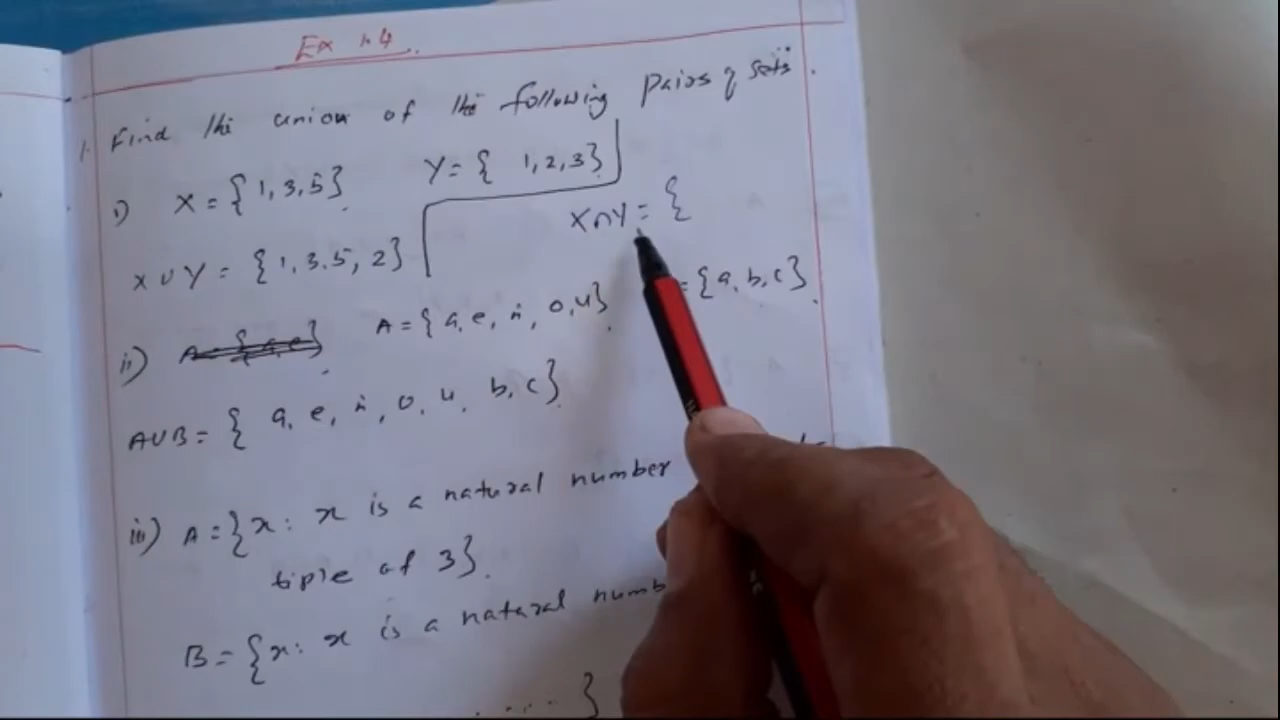 Ex 1.4
1. Find the union of the following pairs of sets.
i) X = {1, 3, 5} Y = { 1, 2, 3}
X ∪ Y = {1, 3.5, 2} X∩Y = {
ii) A = {a, e, i, o, u}. = {a, b, c}.
A∪B = { a, e, i, o, u, b, c}.
iii) A = {x: x is a natural number
tiple of 3}.
B = {x: x is a natural numb
}